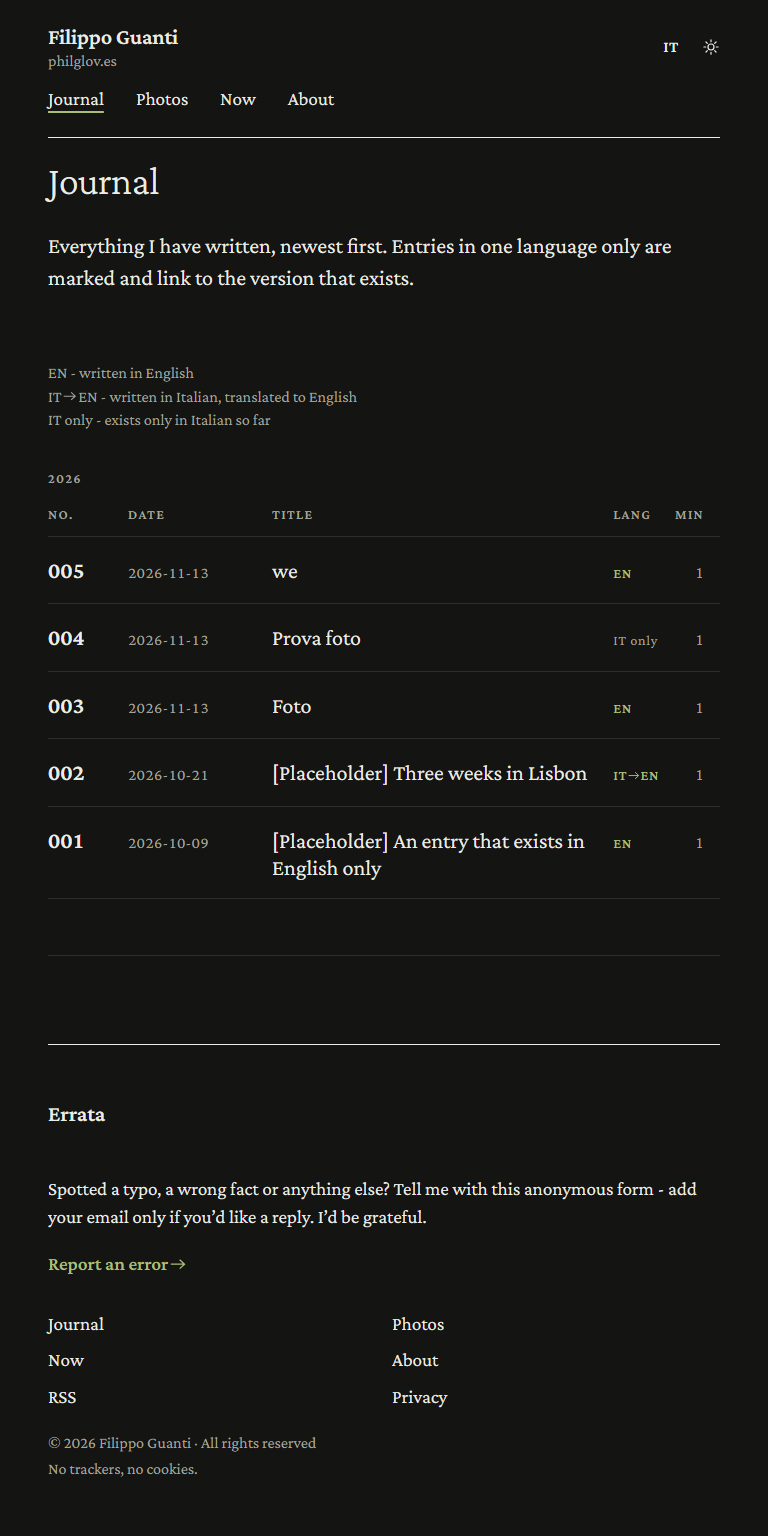 Filippo Guanti
philglov.es
IT
Journal Photos Now About
Journal
Everything I have written, newest first. Entries in one language only are
marked and link to the version that exists.
EN - written in English
IT→EN - written in Italian, translated to English
IT only - exists only in Italian so far
2026
NO. DATE TITLE LANG MIN
005 2026-11-13 we EN 1
004 2026-11-13 Prova foto IT only 1
003 2026-11-13 Foto EN 1
002 2026-10-21 [Placeholder] Three weeks in Lisbon IT→EN 1
001 2026-10-09 [Placeholder] An entry that exists in EN 1
English only
Errata
Spotted a typo, a wrong fact or anything else? Tell me with this anonymous form - add
your email only if you’d like a reply. I’d be grateful.
Report an error→
Journal Photos
Now About
RSS Privacy
© 2026 Filippo Guanti · All rights reserved
No trackers, no cookies.